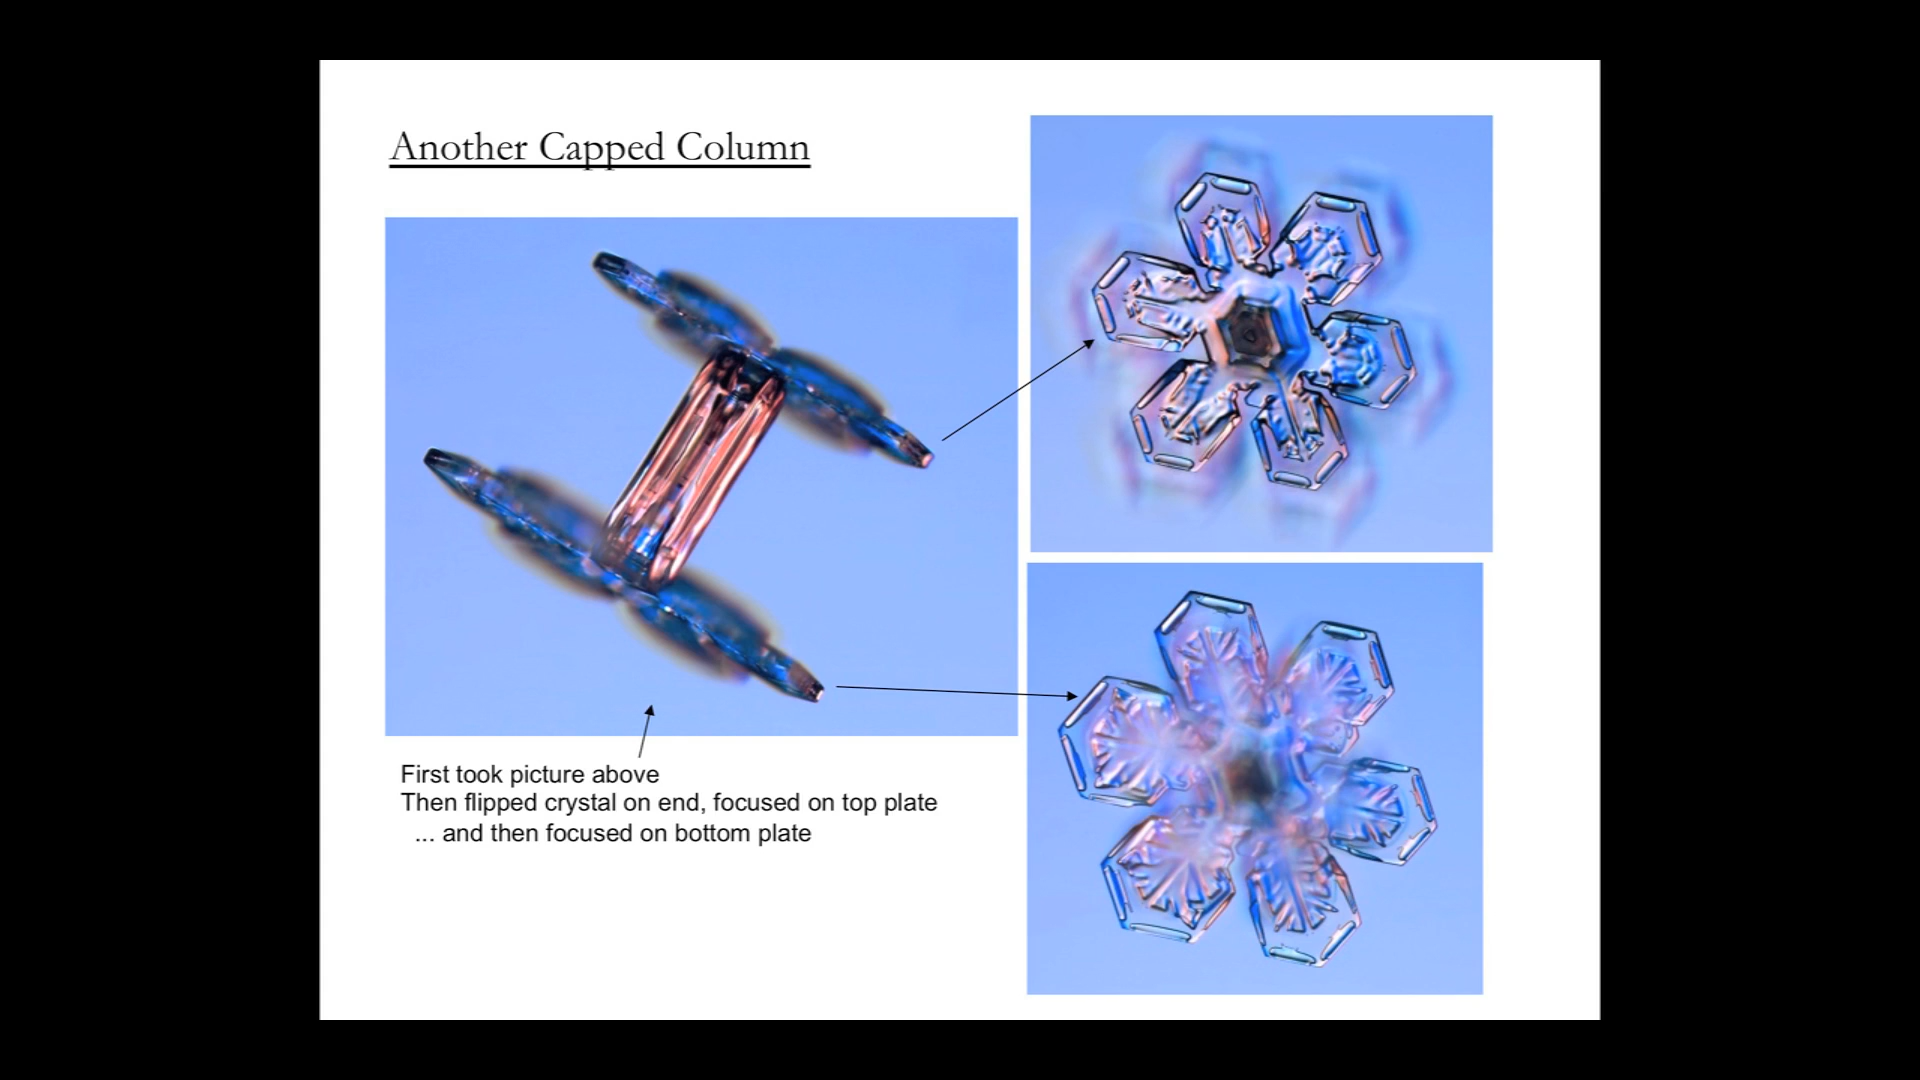 Another Capped Column
First took picture above
Then flipped crystal on end, focused on top plate
... and then focused on bottom plate